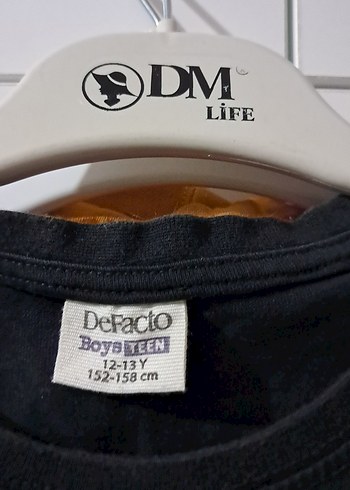 DM
LİFE
DeFacto
Boys TEEN
12-13 Y
152-158 cm